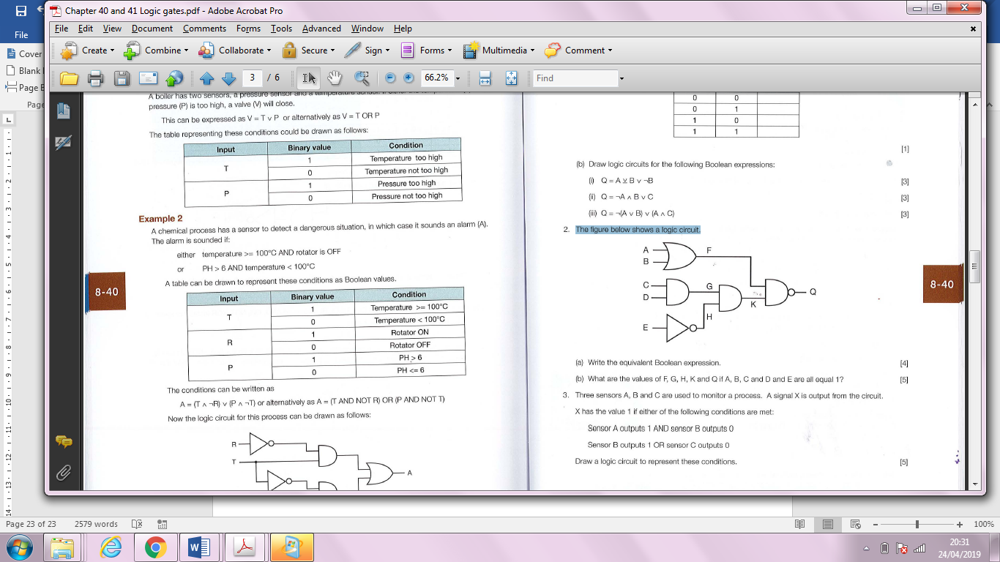 File
Cover
Blank
Page
Page
Chapter 40 and 41 Logic gates.pdf - Adobe Acrobat Pro
File Edit View Document Comments Forms Tools Advanced Window Help
Create Combine Collaborate Secure Sign Forms Multimedia Comment
3 / 6 66.2% Find
A boiler has two sensors, a pressure sensor and a temperature sensor.
pressure (P) is too high, a valve (V) will close.
This can be expressed as V = T ∨ P or alternatively as V = T OR P
The table representing these conditions could be drawn as follows:
Input Binary value Condition
T 1 Temperature too high
0 Temperature not too high
P 1 Pressure too high
0 Pressure not too high
Example 2
A chemical process has a sensor to detect a dangerous situation, in which case it sounds an alarm (A).
The alarm is sounded if:
either temperature >= 100°C AND rotator is OFF
or PH > 6 AND temperature < 100°C
A table can be drawn to represent these conditions as Boolean values.
8-40
Input Binary value Condition
T 1 Temperature >= 100°C
0 Temperature < 100°C
R 1 Rotator ON
0 Rotator OFF
P 1 PH > 6
0 PH <= 6
The conditions can be written as
A = (T ∧ ¬R) ∨ (P ∧ ¬T) or alternatively as A = (T AND NOT R) OR (P AND NOT T)
Now the logic circuit for this process can be drawn as follows:
R
T
A
0 0
0 1
1 0
1 1
[1]
(b) Draw logic circuits for the following Boolean expressions:
(i) Q = A ⊻ B ∨ ¬B [3]
(ii) Q = ¬A ∧ B ∨ C [3]
(iii) Q = ¬(A ∨ B) ∨ (A ∧ C) [3]
2. The figure below shows a logic circuit.
A F
B
C G
D K Q
H
E
8-40
(a) Write the equivalent Boolean expression. [4]
(b) What are the values of F, G, H, K and Q if A, B, C and D and E are all equal 1? [5]
3. Three sensors A, B and C are used to monitor a process. A signal X is output from the circuit.
X has the value 1 if either of the following conditions are met:
Sensor A outputs 1 AND sensor B outputs 0
Sensor B outputs 1 OR sensor C outputs 0
Draw a logic circuit to represent these conditions. [5]
Page 23 of 23 2579 words 100%
20:31
24/04/2019